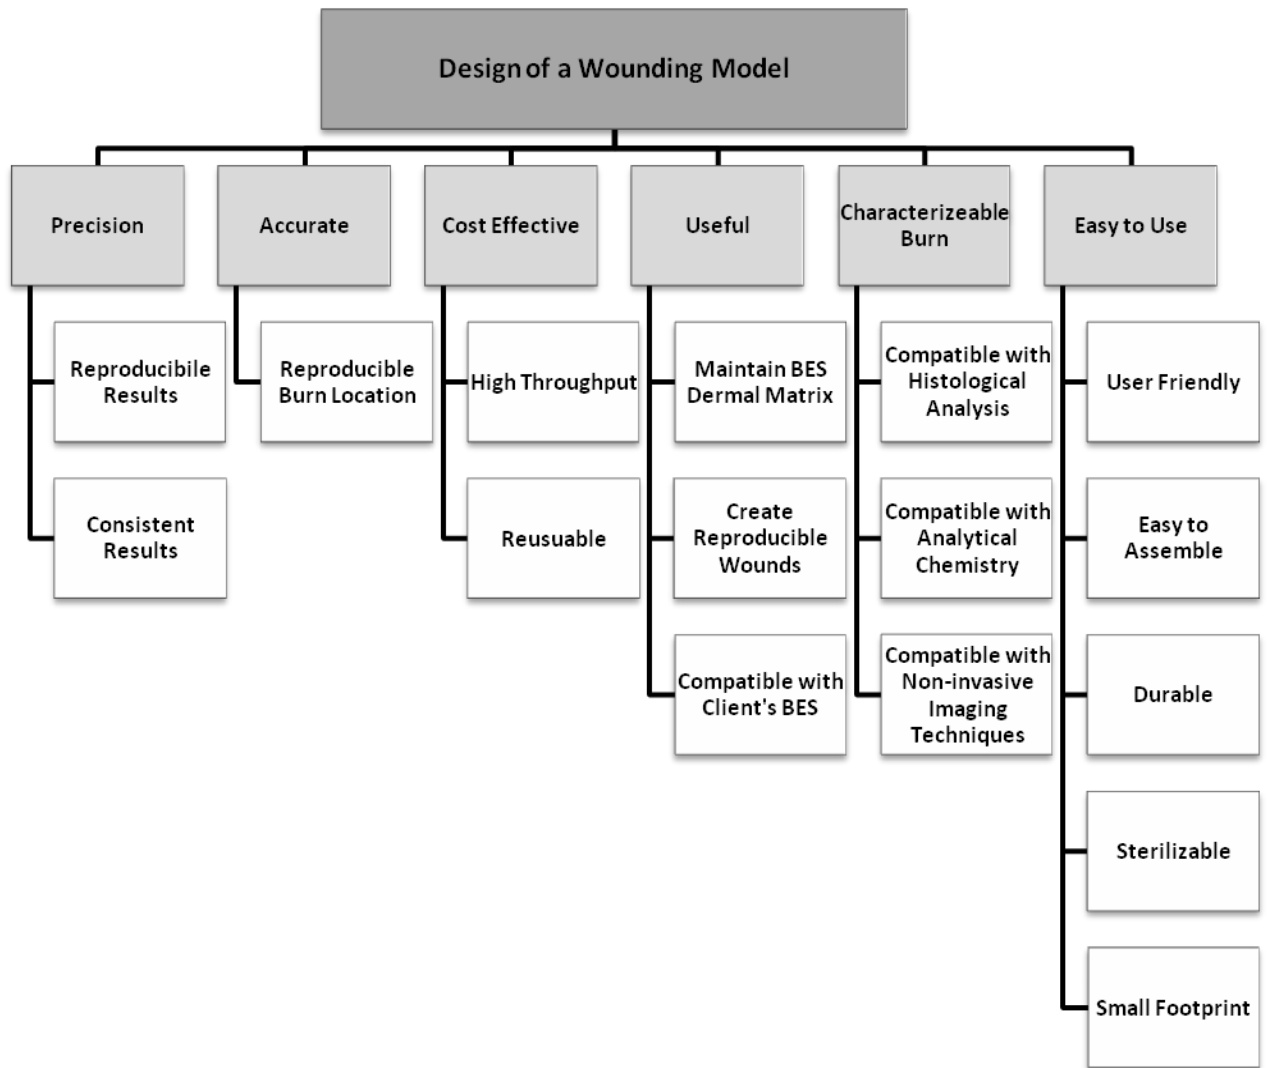 Design of a Wounding Model
Precision
Accurate
Cost Effective
Useful
Characterizeable
Burn
Easy to Use
Reproducibile
Results
Consistent
Results
Reproducible
Burn Location
High Throughput
Reusuable
Maintain BES
Dermal Matrix
Create
Reproducible
Wounds
Compatible with
Client's BES
Compatible with
Histological
Analysis
Compatible with
Analytical
Chemistry
Compatible with
Non-invasive
Imaging
Techniques
User Friendly
Easy to
Assemble
Durable
Sterilizable
Small Footprint